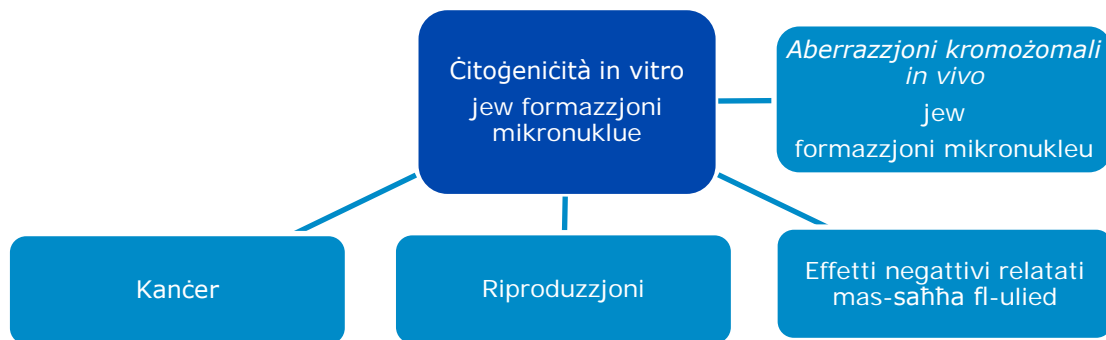 Ċitoġeniċità in vitro
jew formazzjoni
mikronuklue
Aberrazzjoni kromożomali
in vivo
jew
formazzjoni mikronukleu
Kanċer
Riproduzzjoni
Effetti negattivi relatati
mas-saħħa fl-ulied